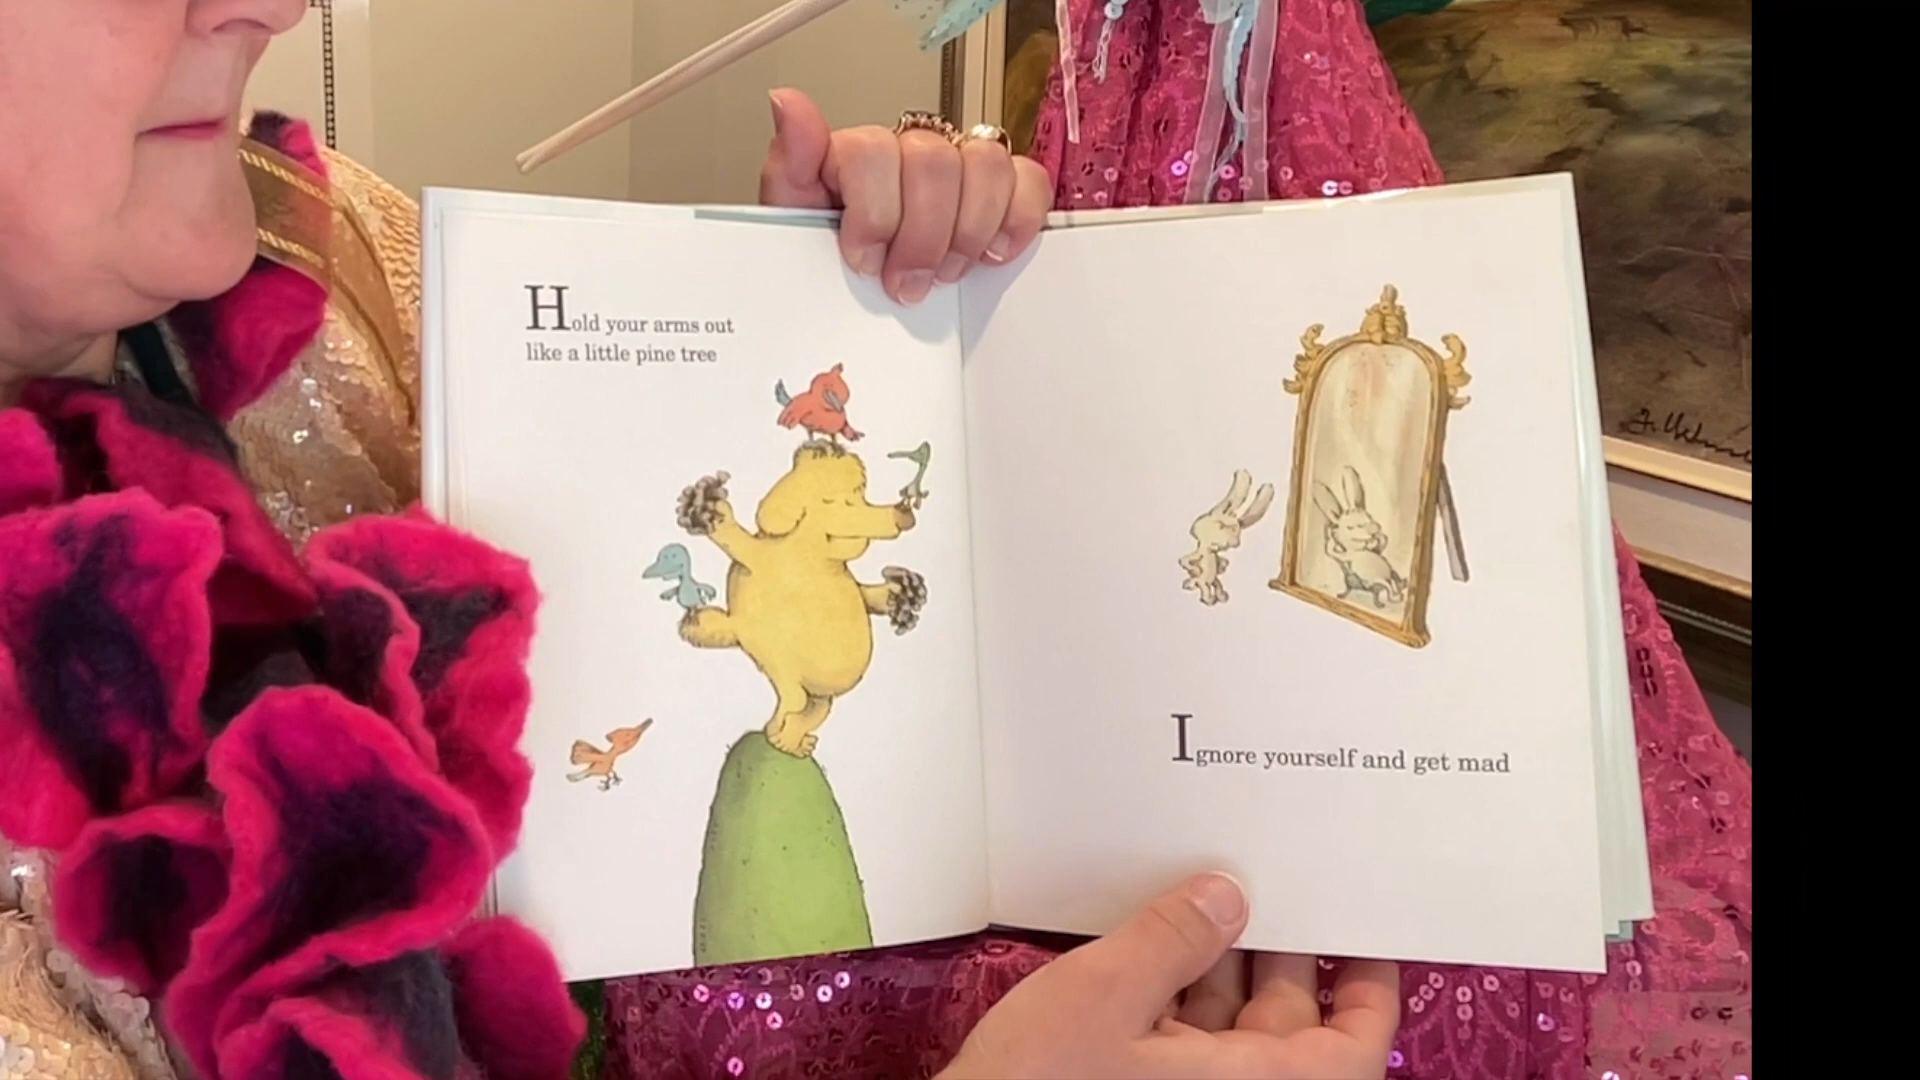 Hold your arms out
like a little pine tree
Ignore yourself and get mad